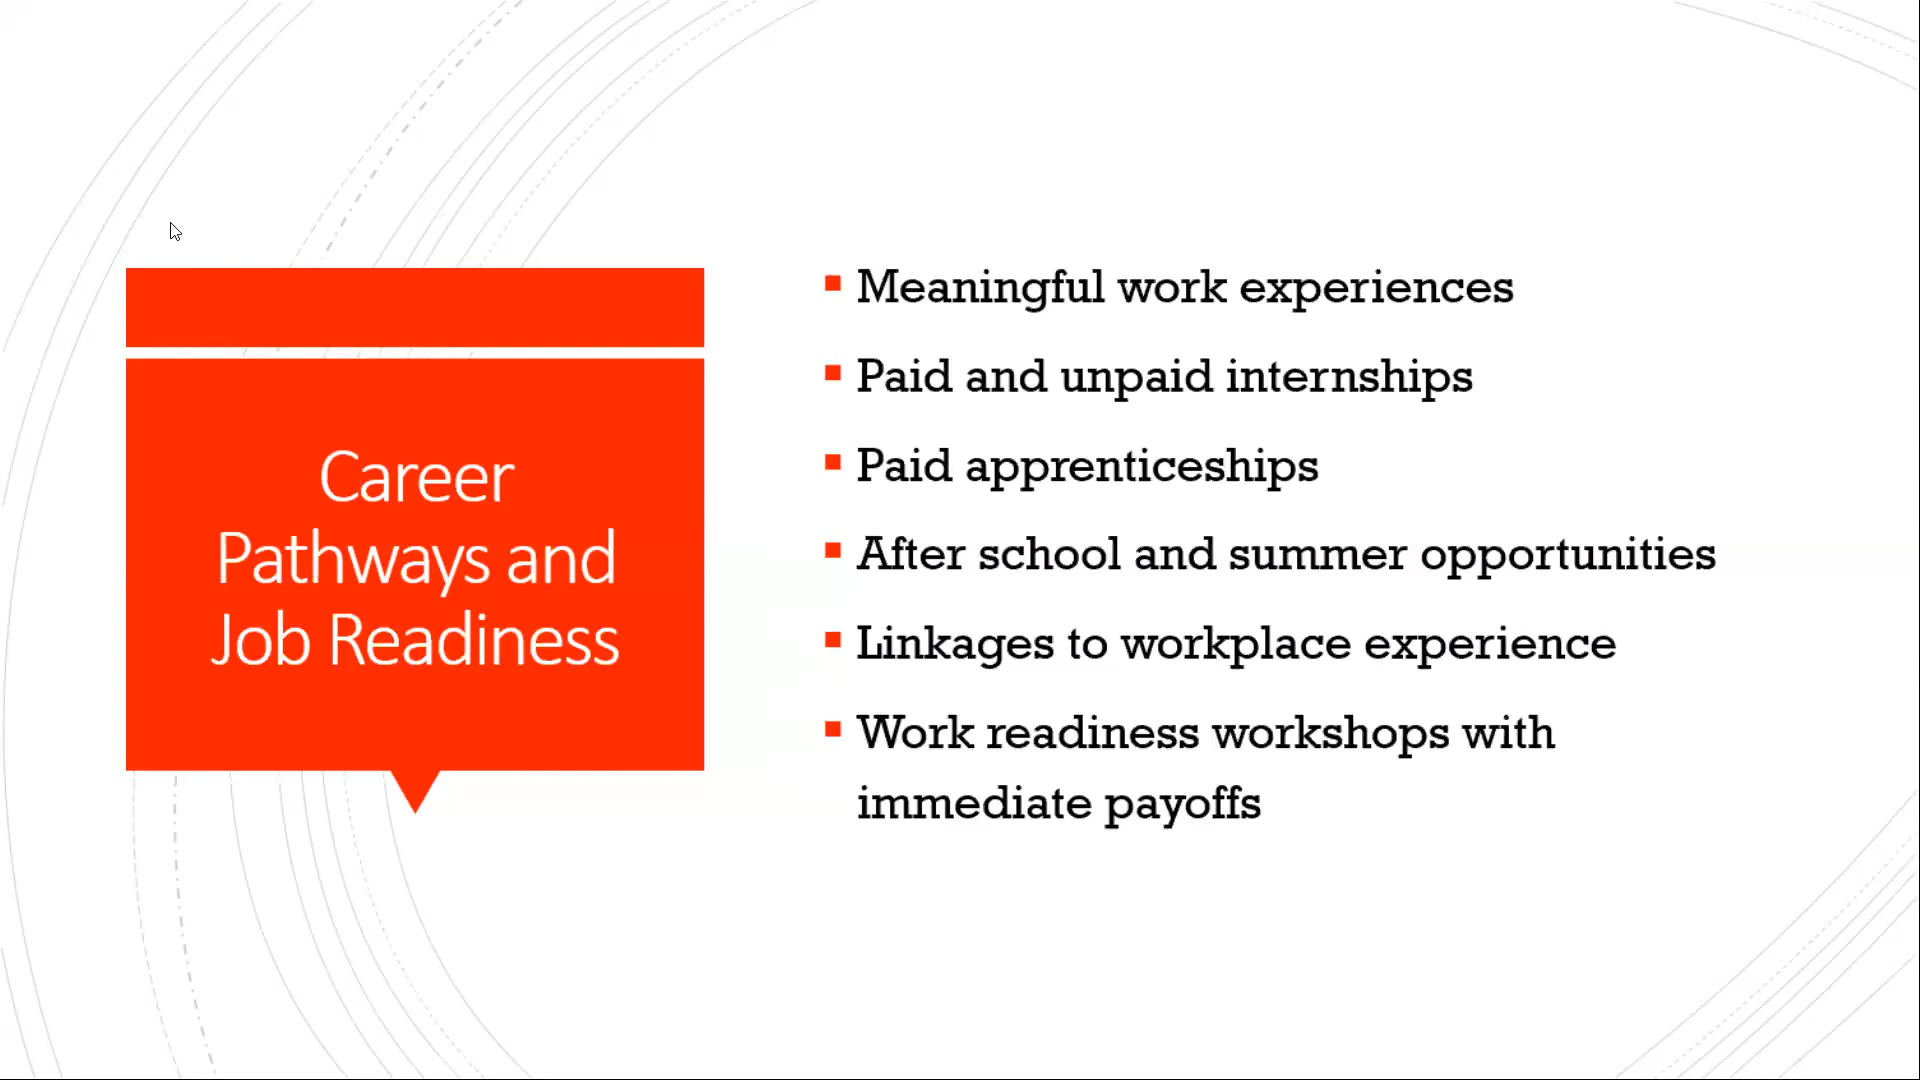 Career
Pathways and
Job Readiness
Meaningful work experiences
Paid and unpaid internships
Paid apprenticeships
After school and summer opportunities
Linkages to workplace experience
Work readiness workshops with
immediate payoffs